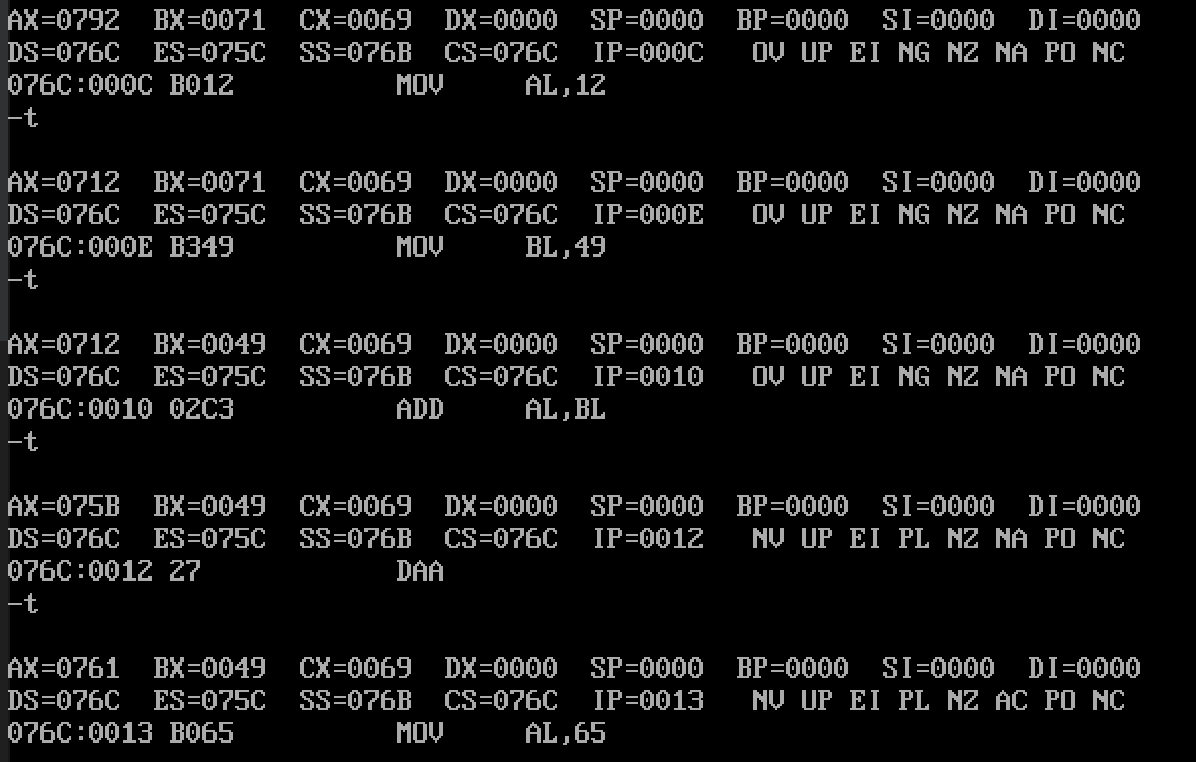 AX=0792  BX=0071  CX=0069  DX=0000  SP=0000  BP=0000  SI=0000  DI=0000
DS=076C  ES=075C  SS=076B  CS=076C  IP=000C   OV UP EI NG NZ NA PO NC
076C:000C B012          MOV     AL,12
-t
AX=0712  BX=0071  CX=0069  DX=0000  SP=0000  BP=0000  SI=0000  DI=0000
DS=076C  ES=075C  SS=076B  CS=076C  IP=000E   OV UP EI NG NZ NA PO NC
076C:000E B349          MOV     BL,49
-t
AX=0712  BX=0049  CX=0069  DX=0000  SP=0000  BP=0000  SI=0000  DI=0000
DS=076C  ES=075C  SS=076B  CS=076C  IP=0010   OV UP EI NG NZ NA PO NC
076C:0010 02C3          ADD     AL,BL
-t
AX=075B  BX=0049  CX=0069  DX=0000  SP=0000  BP=0000  SI=0000  DI=0000
DS=076C  ES=075C  SS=076B  CS=076C  IP=0012   NV UP EI PL NZ NA PO NC
076C:0012 27            DAA
-t
AX=0761  BX=0049  CX=0069  DX=0000  SP=0000  BP=0000  SI=0000  DI=0000
DS=076C  ES=075C  SS=076B  CS=076C  IP=0013   NV UP EI PL NZ AC PO NC
076C:0013 B065          MOV     AL,65